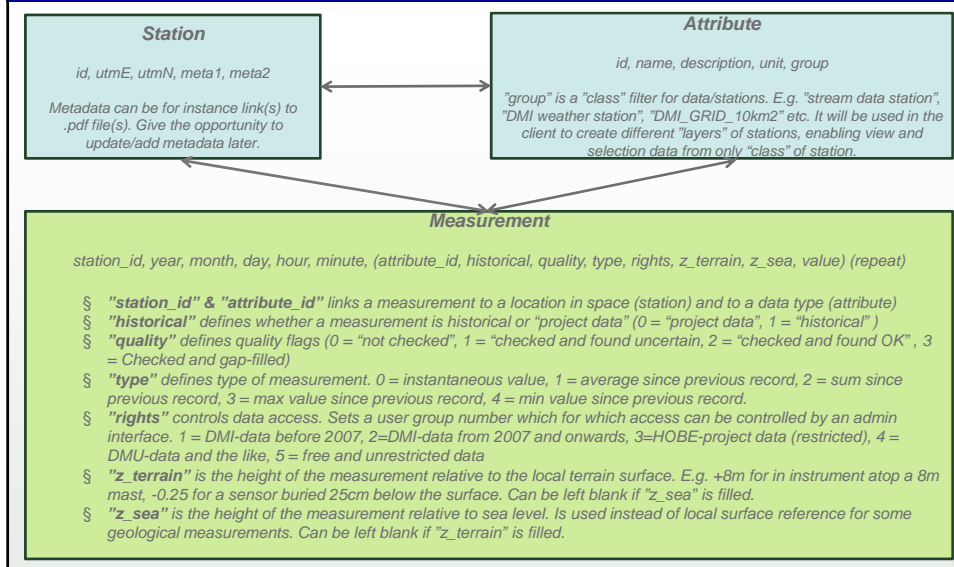 Station
id, utmE, utmN, meta1, meta2
Metadata can be for instance link(s) to
.pdf file(s). Give the opportunity to
update/add metadata later.
Attribute
id, name, description, unit, group
”group” is a ”class” filter for data/stations. E.g. ”stream data station”,
”DMI weather station”, ”DMI_GRID_10km2” etc. It will be used in the
client to create different ”layers” of stations, enabling view and
selection data from only “class” of station.
Measurement
station_id, year, month, day, hour, minute, (attribute_id, historical, quality, type, rights, z_terrain, z_sea, value) (repeat)
§ ”station_id” & ”attribute_id” links a measurement to a location in space (station) and to a data type (attribute)
§ ”historical” defines whether a measurement is historical or “project data” (0 = “project data”, 1 = “historical” )
§ ”quality” defines quality flags (0 = “not checked”, 1 = “checked and found uncertain, 2 = “checked and found OK” , 3
= Checked and gap-filled)
§ ”type” defines type of measurement. 0 = instantaneous value, 1 = average since previous record, 2 = sum since
previous record, 3 = max value since previous record, 4 = min value since previous record.
§ ”rights” controls data access. Sets a user group number which for which access can be controlled by an admin
interface. 1 = DMI-data before 2007, 2=DMI-data from 2007 and onwards, 3=HOBE-project data (restricted), 4 =
DMU-data and the like, 5 = free and unrestricted data
§ ”z_terrain” is the height of the measurement relative to the local terrain surface. E.g. +8m for in instrument atop a 8m
mast, -0.25 for a sensor buried 25cm below the surface. Can be left blank if ”z_sea” is filled.
§ ”z_sea” is the height of the measurement relative to sea level. Is used instead of local surface reference for some
geological measurements. Can be left blank if ”z_terrain” is filled.